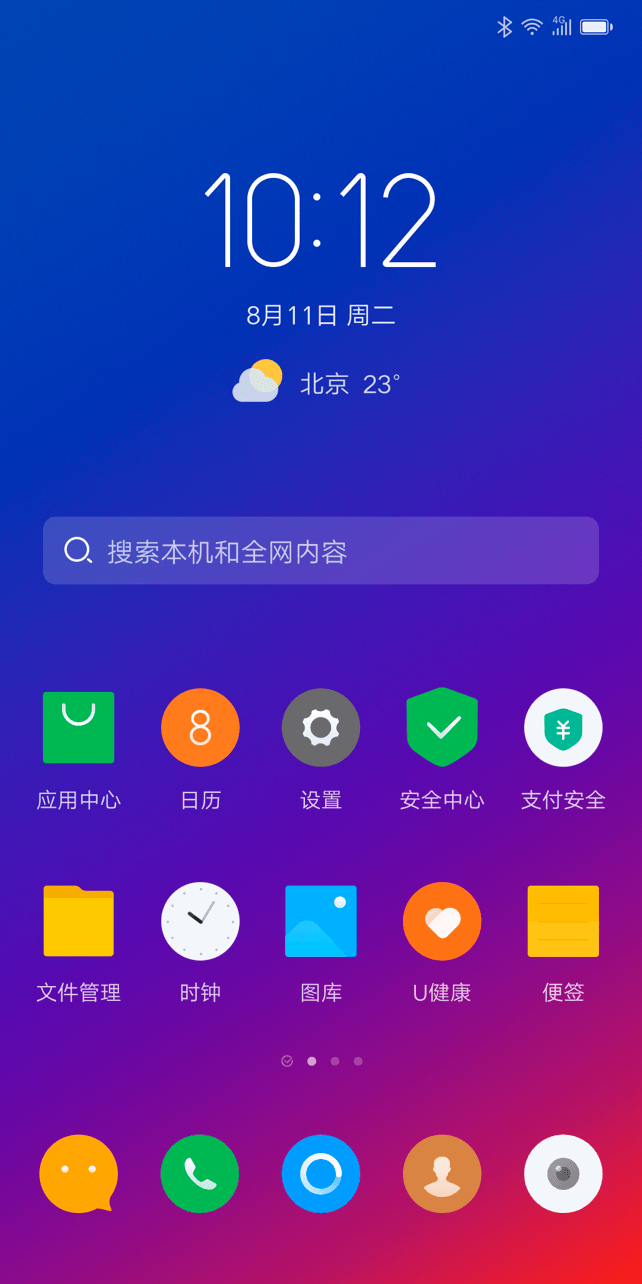 4G
10:12
8月11日 周二
北京 23°
搜索本机和全网内容
8 ¥
应用中心 日历 设置 安全中心 支付安全
文件管理 时钟 图库 U健康 便签